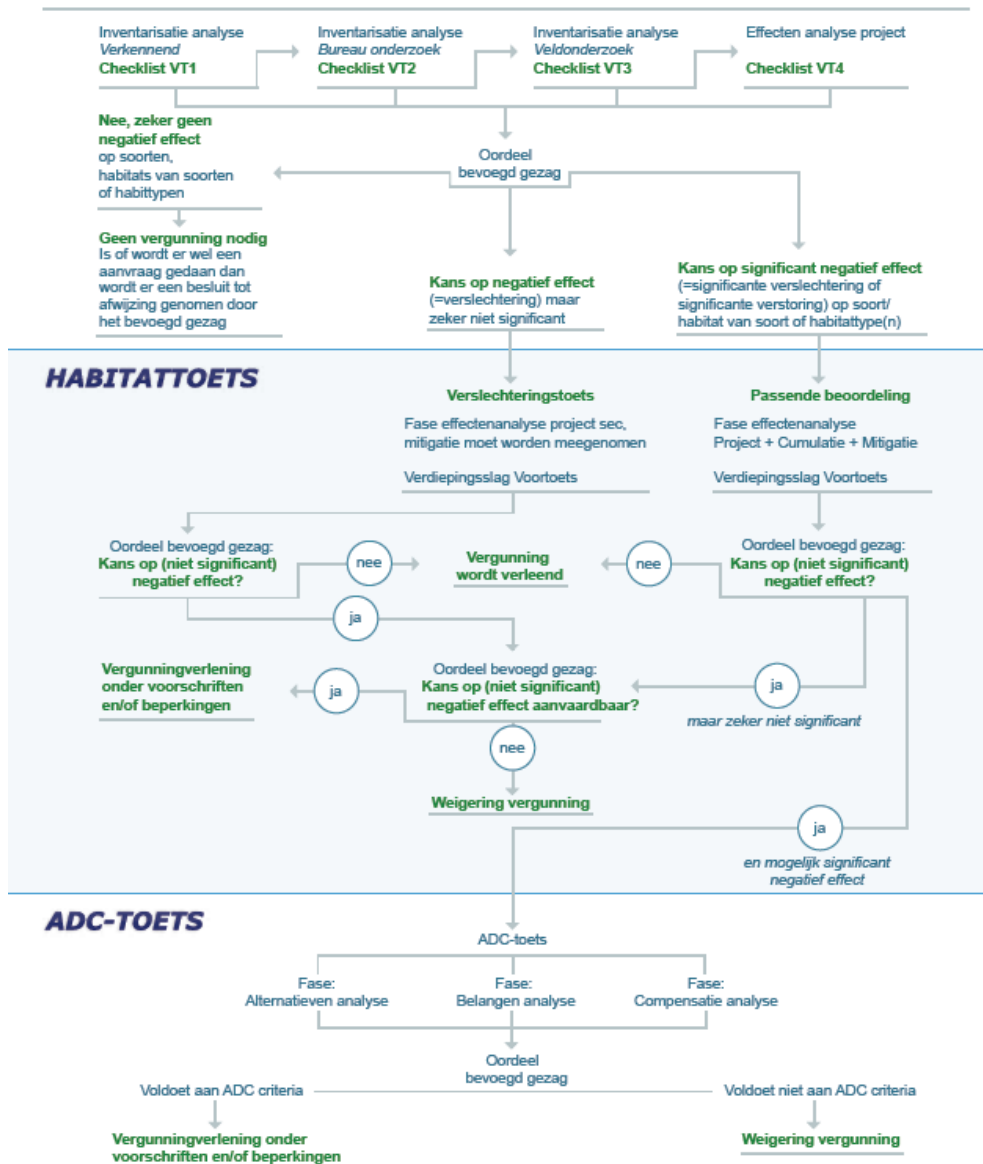 Inventarisatie analyse
Verkennend
Checklist VT1
Inventarisatie analyse
Bureau onderzoek
Checklist VT2
Inventarisatie analyse
Veldonderzoek
Checklist VT3
Effecten analyse project
Checklist VT4
Nee, zeker geen
negatief effect
op soorten,
habitats van soorten
of habittypen
Oordeel
bevoegd gezag
Geen vergunning nodig
Is of wordt er wel een
aanvraag gedaan dan
wordt er een besluit tot
afwijzing genomen door
het bevoegd gezag
Kans op negatief effect
(=verslechtering) maar
zeker niet significant
Kans op significant negatief effect
(=significante verslechtering of
significante verstoring) op soort/
habitat van soort of habitattype(n)
HABITATTOETS
Verslechteringstoets
Fase effectenanalyse project sec,
mitigatie moet worden meegenomen
Verdiepingsslag Voortoets
Passende beoordeling
Fase effectenanalyse
Project + Cumulatie + Mitigatie
Verdiepingsslag Voortoets
Oordeel bevoegd gezag:
Kans op (niet significant)
negatief effect?
nee
Vergunning
wordt verleend
nee
Oordeel bevoegd gezag:
Kans op (niet significant)
negatief effect?
ja
Vergunningverlening
onder voorschriften
en/of beperkingen
ja
Oordeel bevoegd gezag:
Kans op (niet significant)
negatief effect aanvaardbaar?
ja
maar zeker niet significant
nee
Weigering vergunning
ja
en mogelijk significant
negatief effect
ADC-TOETS
ADC-toets
Fase:
Alternatieven analyse
Fase:
Belangen analyse
Fase:
Compensatie analyse
Oordeel
bevoegd gezag
Voldoet aan ADC criteria
Voldoet niet aan ADC criteria
Vergunningverlening onder
voorschriften en/of beperkingen
Weigering vergunning